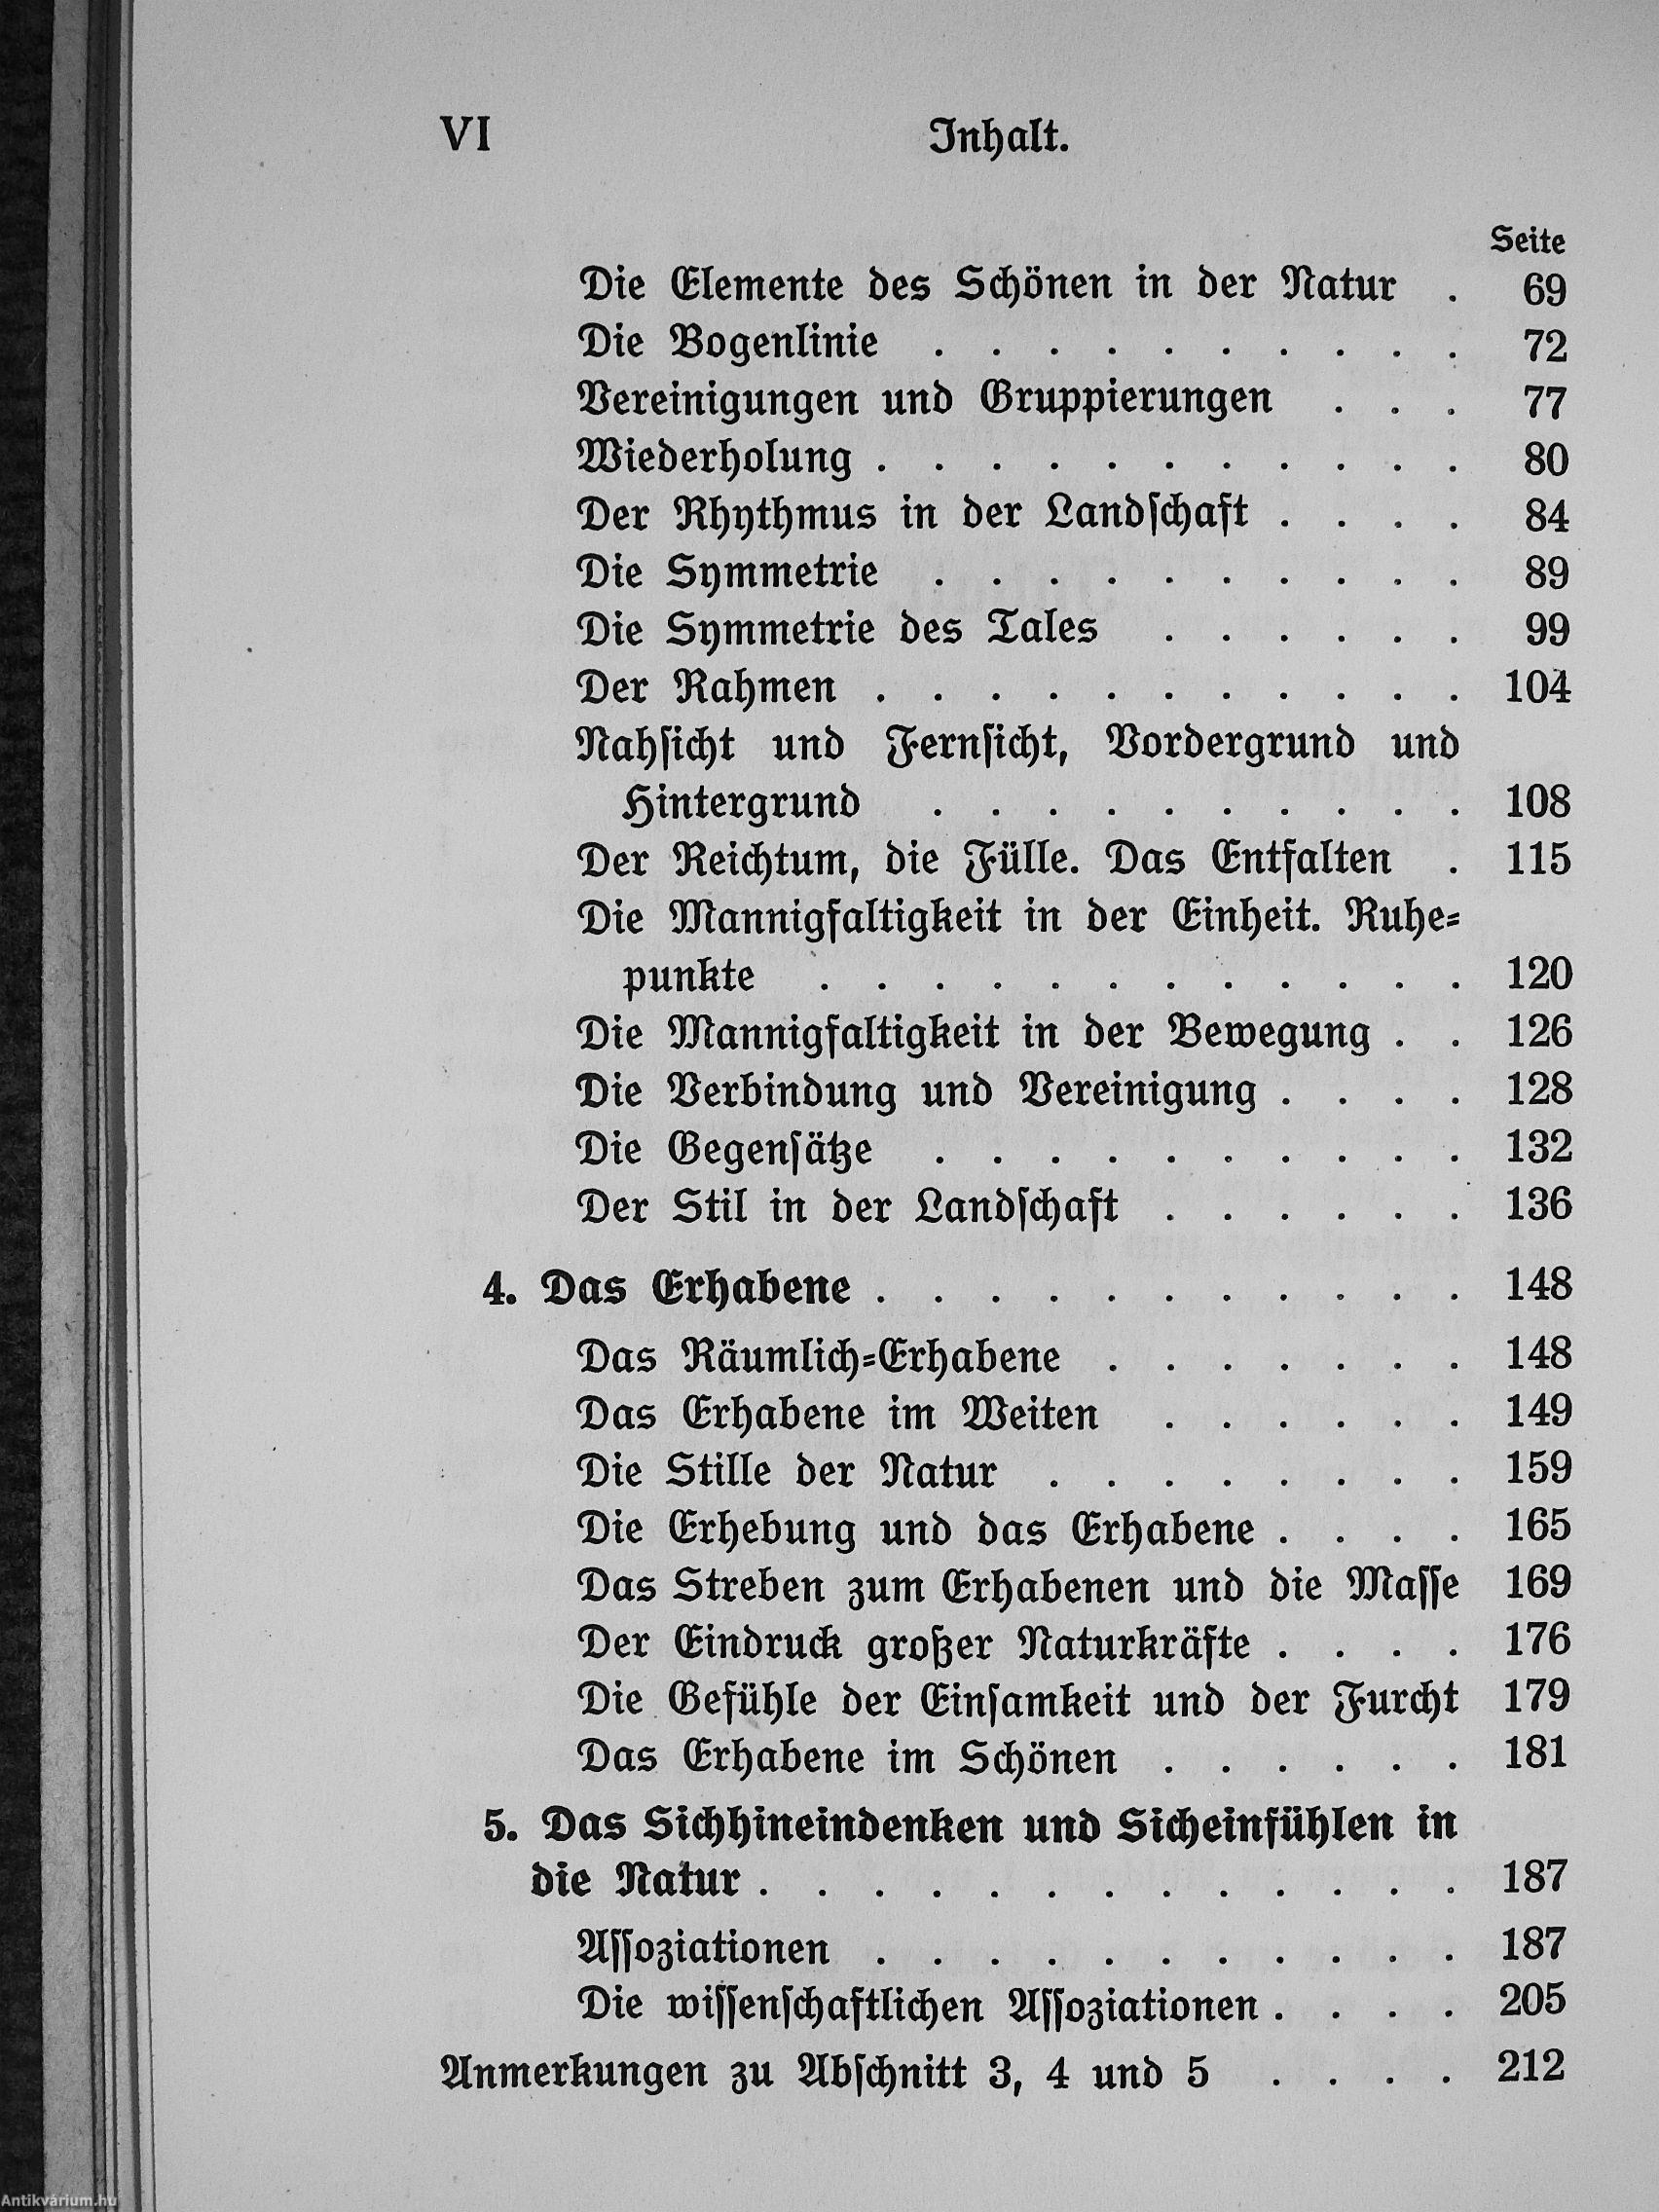 VI Inhalt.
Seite
Die Elemente des Schönen in der Natur . 69
Die Bogenlinie . . . . . . . . . . 72
Vereinigungen und Gruppierungen . . . 77
Wiederholung . . . . . . . . . . . 80
Der Rhythmus in der Landſchaft . . . . 84
Die Symmetrie . . . . . . . . . . 89
Die Symmetrie des Tales . . . . . . 99
Der Rahmen . . . . . . . . . . . 104
Nahſicht und Fernſicht, Vordergrund und
Hintergrund . . . . . . . . . . 108
Der Reichtum, die Fülle. Das Entfalten . 115
Die Mannigfaltigkeit in der Einheit. Ruhe=
punkte . . . . . . . . . . . . 120
Die Mannigfaltigkeit in der Bewegung . . 126
Die Verbindung und Vereinigung . . . . 128
Die Gegenſätze . . . . . . . . . . 132
Der Stil in der Landſchaft . . . . . . 136
4. Das Erhabene . . . . . . . . . . . 148
Das Räumlich=Erhabene . . . . . . . 148
Das Erhabene im Weiten . . . . . . 149
Die Stille der Natur . . . . . . . . 159
Die Erhebung und das Erhabene . . . . 165
Das Streben zum Erhabenen und die Maſſe 169
Der Eindruck großer Naturkräfte . . . . 176
Die Gefühle der Einſamkeit und der Furcht 179
Das Erhabene im Schönen . . . . . . 181
5. Das Sichhineindenken und Sicheinfühlen in
die Natur . . . . . . . . . . . . . 187
Aſſoziationen . . . . . . . . . . . 187
Die wiſſenſchaftlichen Aſſoziationen . . . . 205
Anmerkungen zu Abſchnitt 3, 4 und 5 . . . . 212
Antikvárium.hu